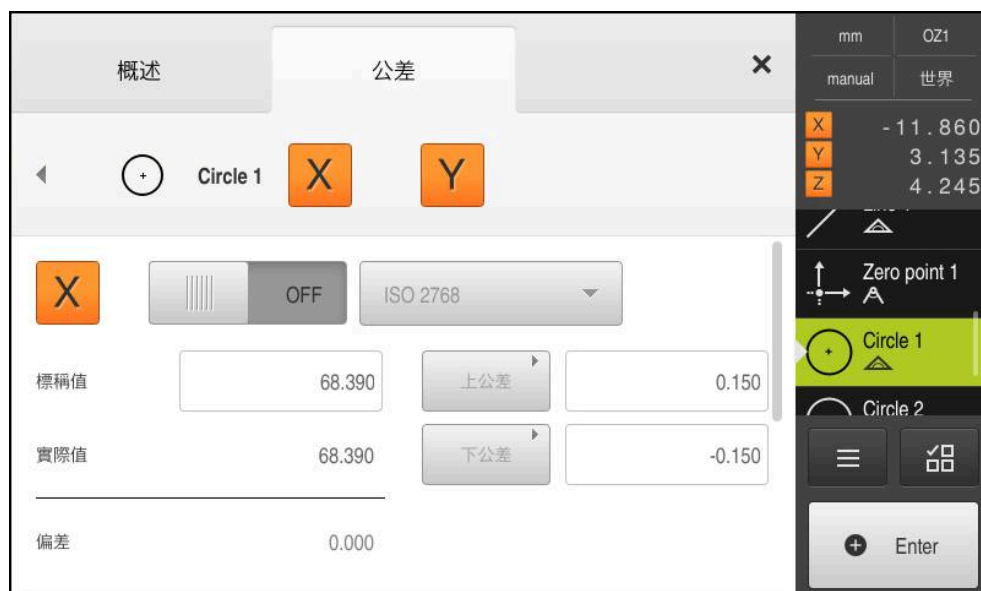 概述
公差
Circle 1 X Y
X OFF ISO 2768
標稱值 68.390 上公差 0.150
實際值 68.390 下公差 -0.150
偏差 0.000
mm OZ1
manual 世界
X -11.860
Y 3.135
Z 4.245
Zero point 1
Circle 1
Circle 2
Enter